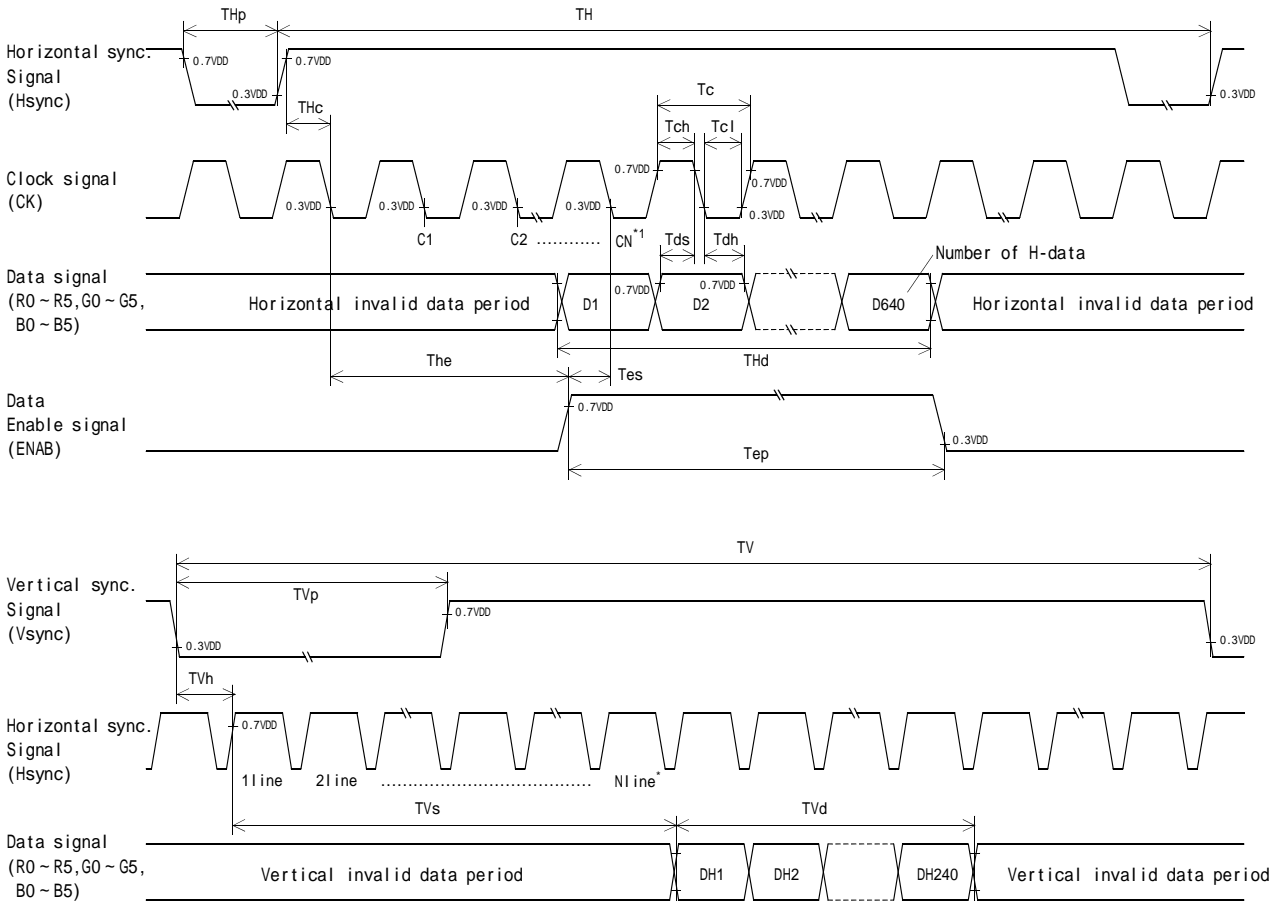 THp
TH
Horizontal sync.
Signal
(Hsync)
0.7VDD
0.3VDD
0.7VDD
0.3VDD
THc
Tc
Tch
Tcl
Clock signal
(CK)
0.3VDD
0.3VDD
0.3VDD
0.3VDD
0.7VDD
0.7VDD
0.3VDD
C1
C2 ............ CN*1
Tds
Tdh
Number of H-data
Data signal
(R0~R5,G0~G5,
B0~B5)
Horizontal invalid data period
D1
0.7VDD
D2
0.7VDD
D640
Horizontal invalid data period
The
THd
Tes
Data
Enable signal
(ENAB)
0.7VDD
0.3VDD
Tep
TV
Vertical sync.
Signal
(Vsync)
TVp
0.7VDD
0.3VDD
0.3VDD
TVh
Horizontal sync.
Signal
(Hsync)
0.7VDD
1line 2line ....................................... Nline*
TVs
TVd
Data signal
(R0~R5,G0~G5,
B0~B5)
Vertical invalid data period
DH1
DH2
DH240
Vertical invalid data period